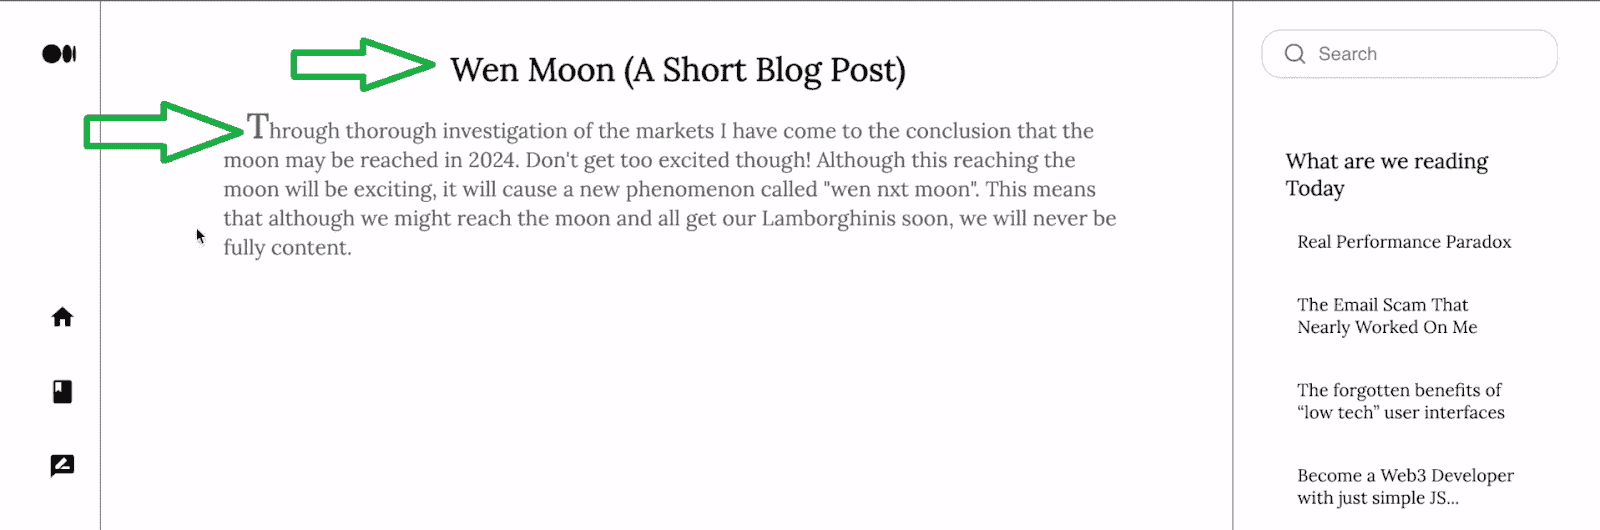 Wen Moon (A Short Blog Post)
Through thorough investigation of the markets I have come to the conclusion that the
moon may be reached in 2024. Don't get too excited though! Although this reaching the
moon will be exciting, it will cause a new phenomenon called "wen nxt moon". This means
that although we might reach the moon and all get our Lamborghinis soon, we will never be
fully content.
Search
What are we reading
Today
Real Performance Paradox
The Email Scam That
Nearly Worked On Me
The forgotten benefits of
“low tech” user interfaces
Become a Web3 Developer
with just simple JS...